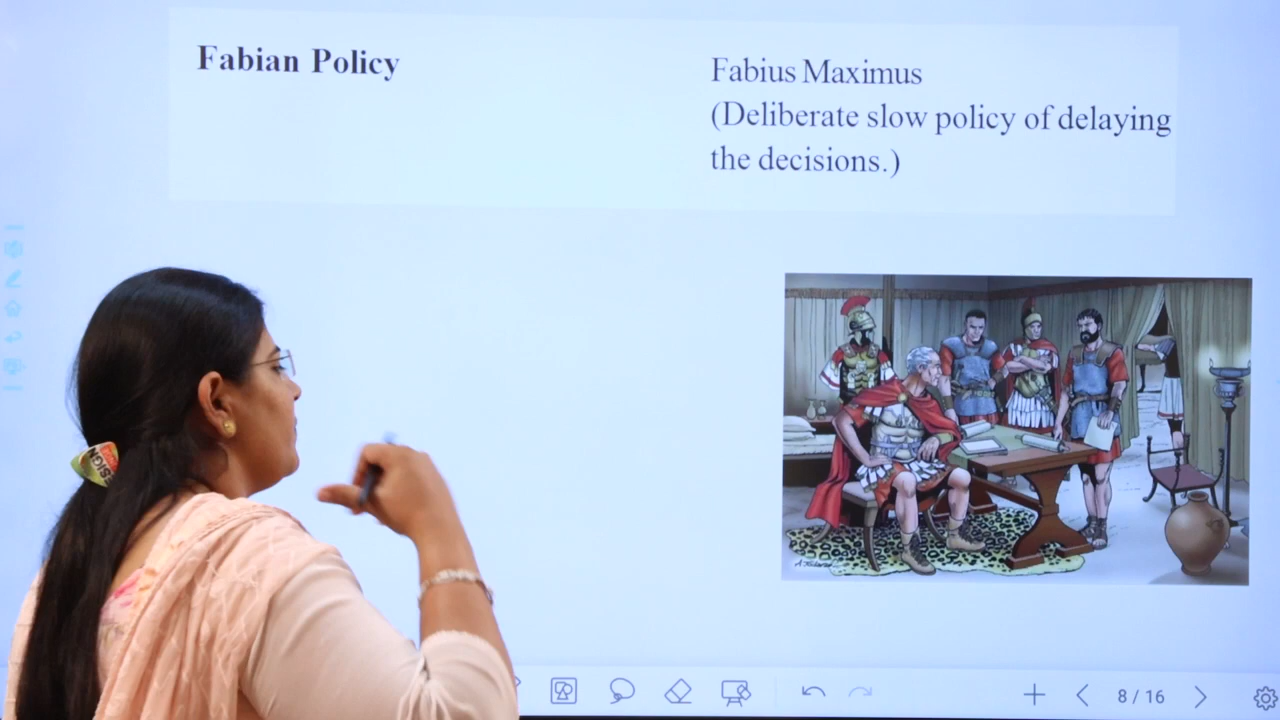 Fabian Policy
Fabius Maximus
(Deliberate slow policy of delaying
the decisions.)
8 / 16